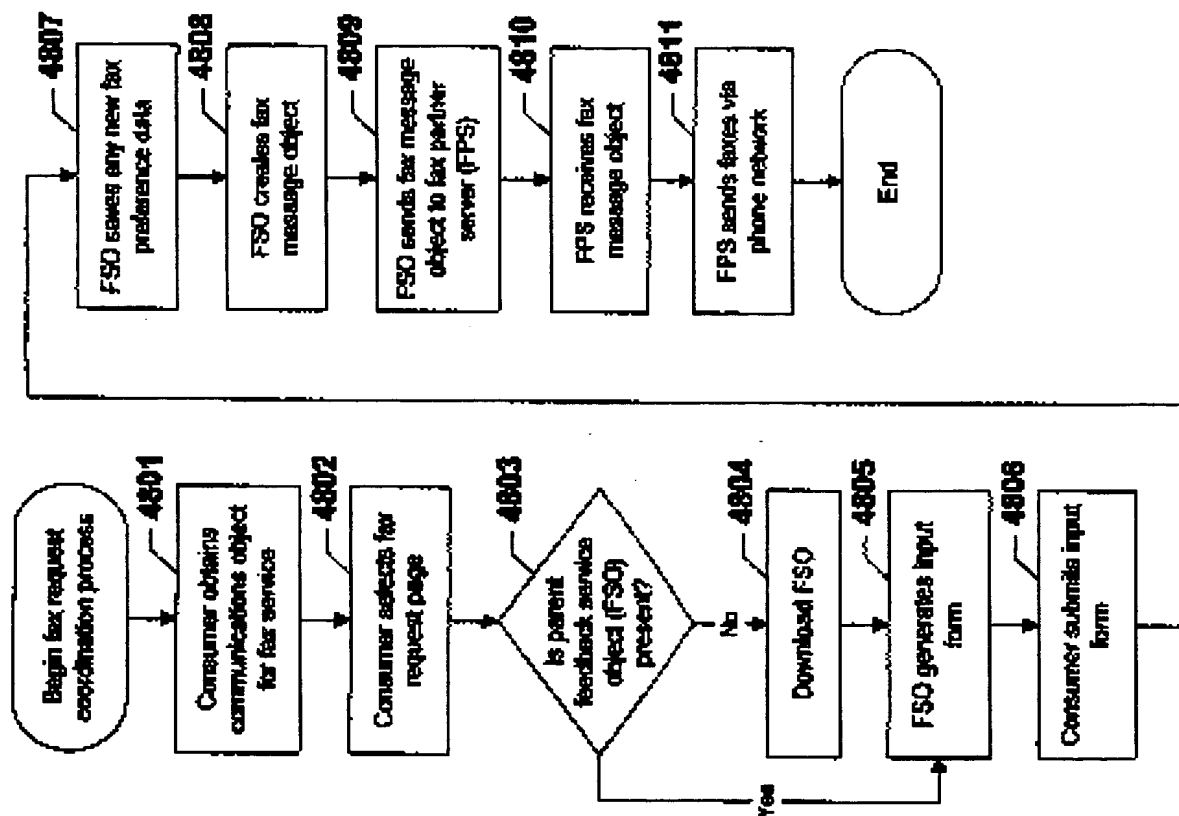 Begin fax request
coordination process
4801
Consumer obtains
communications object
for fax service
4802
Consumer selects fax
request page
4803
Is parent
feedback service
object (FSO)
present?
No
Yes
4804
Download FSO
4805
FSO generates input
form
4806
Consumer submits input
form
4807
FSO saves any new fax
preference data
4808
FSO creates fax
message object
4809
FSO sends fax message
object to fax partner
server (FPS)
4810
FPS receives fax
message object
4811
FPS sends faxes via
phone network
End